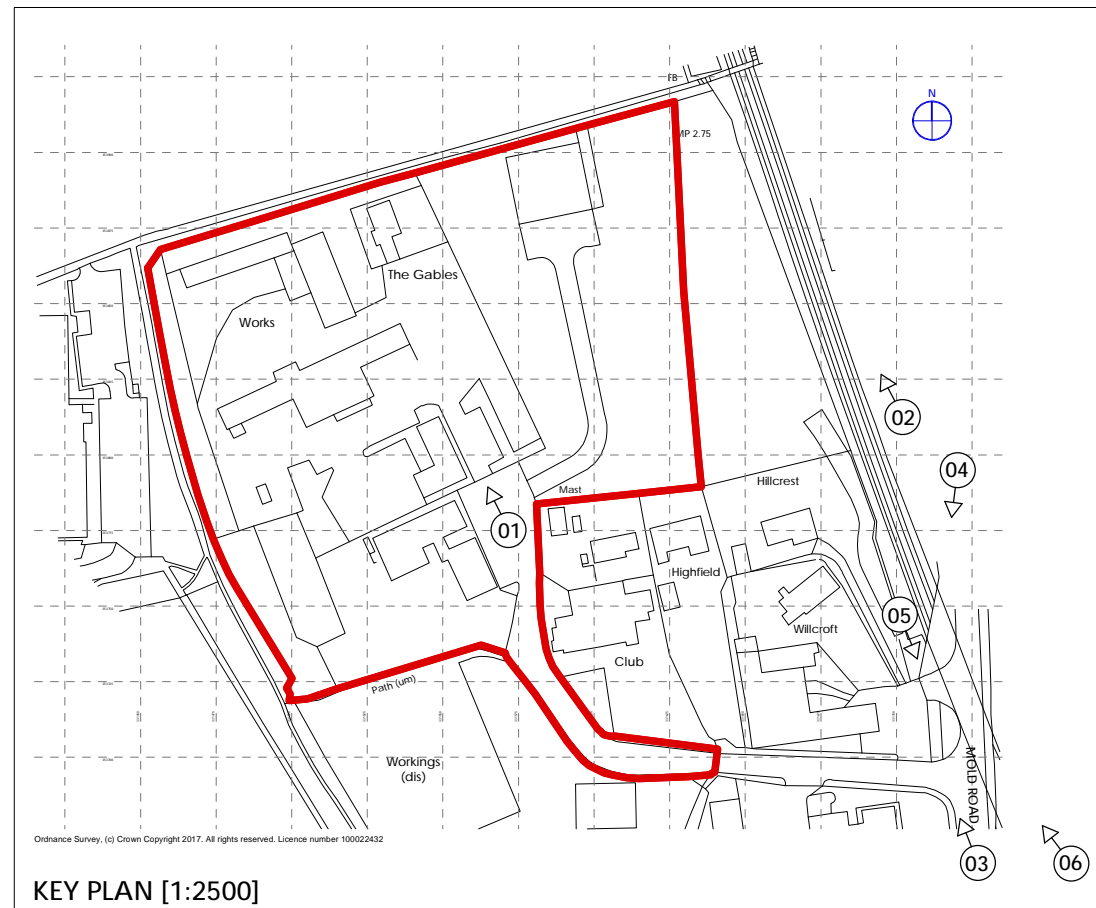 FB
N
MP 2.75
The Gables
Works
02
04
Mast
Hillcrest
01
Highfield
05
Willcroft
Club
Path (um)
Workings
(dis)
MOLD ROAD
03
06
Ordnance Survey, (c) Crown Copyright 2017. All rights reserved. Licence number 100022432
KEY PLAN [1:2500]